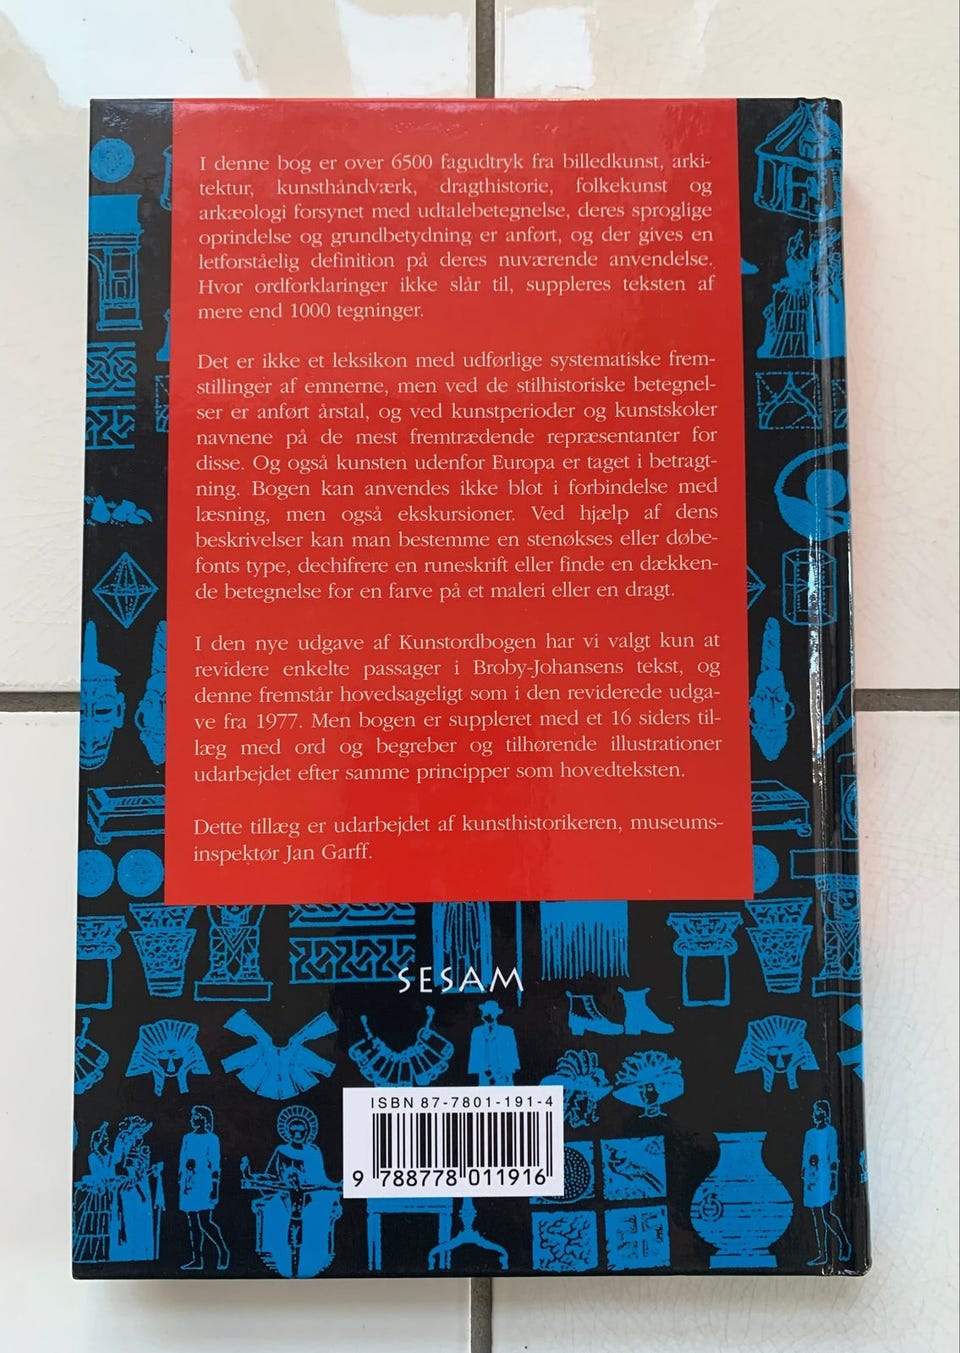 I denne bog er over 6500 fagudtryk fra billedkunst, arki-
tektur, kunsthåndværk, dragthistorie, folkekunst og
arkæologi forsynet med udtalebetegnelse, deres sproglige
oprindelse og grundbetydning er anført, og der gives en
letforståelig definition på deres nuværende anvendelse.
Hvor ordforklaringer ikke slår til, suppleres teksten af
mere end 1000 tegninger.
Det er ikke et leksikon med udførlige systematiske frem-
stillinger af emnerne, men ved de stilhistoriske betegnel-
ser er anført årstal, og ved kunstperioder og kunstskoler
navnene på de mest fremtrædende repræsentanter for
disse. Og også kunsten udenfor Europa er taget i betragt-
ning. Bogen kan anvendes ikke blot i forbindelse med
læsning, men også ekskursioner. Ved hjælp af dens
beskrivelser kan man bestemme en stenøkses eller døbe-
fonts type, dechifrere en runeskrift eller finde en dækken-
de betegnelse for en farve på et maleri eller en dragt.
I den nye udgave af Kunstordbogen har vi valgt kun at
revidere enkelte passager i Broby-Johansens tekst, og
denne fremstår hovedsageligt som i den reviderede udga-
ve fra 1977. Men bogen er suppleret med et 16 siders til-
læg med ord og begreber og tilhørende illustrationer
udarbejdet efter samme principper som hovedteksten.
Dette tillæg er udarbejdet af kunsthistorikeren, museums-
inspektør Jan Garff.
SESAM
ISBN 87-7801-191-4
9 788778 011916